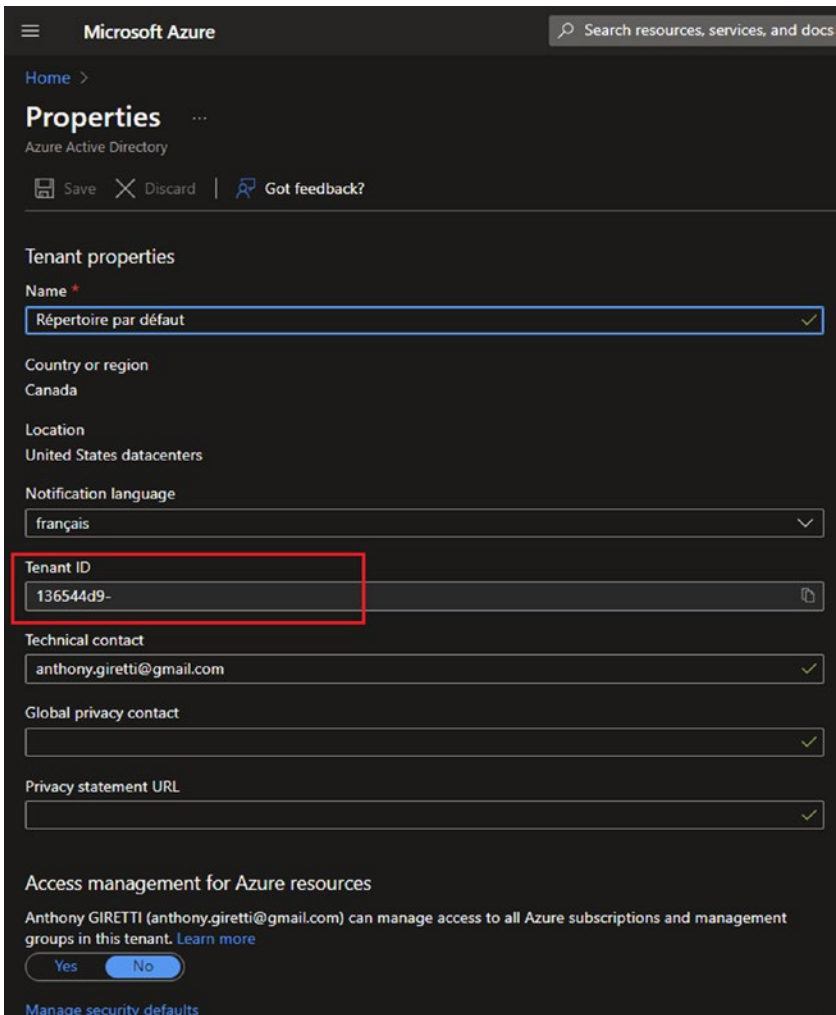 Microsoft Azure
Search resources, services, and docs
Home >
Properties ...
Azure Active Directory
Save Discard | Got feedback?
Tenant properties
Name *
Répertoire par défaut
Country or region
Canada
Location
United States datacenters
Notification language
français
Tenant ID
136544d9-
Technical contact
anthony.giretti@gmail.com
Global privacy contact
Privacy statement URL
Access management for Azure resources
Anthony GIRETTI (anthony.giretti@gmail.com) can manage access to all Azure subscriptions and management
groups in this tenant. Learn more
Yes No
Manage security defaults